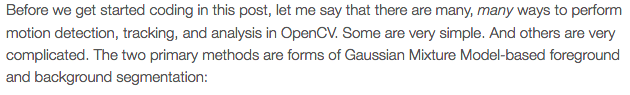 Before we get started coding in this post, let me say that there are many, many ways to perform
motion detection, tracking, and analysis in OpenCV. Some are very simple. And others are very
complicated. The two primary methods are forms of Gaussian Mixture Model-based foreground
and background segmentation: